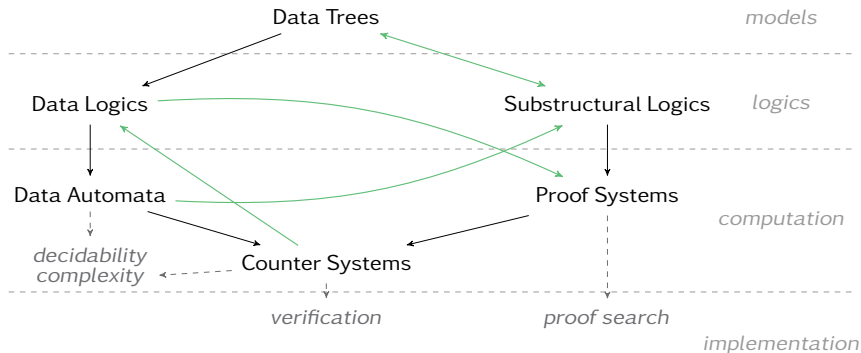 Data Trees
models
Data Logics
Substructural Logics
logics
Data Automata
Proof Systems
computation
decidability
complexity
Counter Systems
verification
proof search
implementation